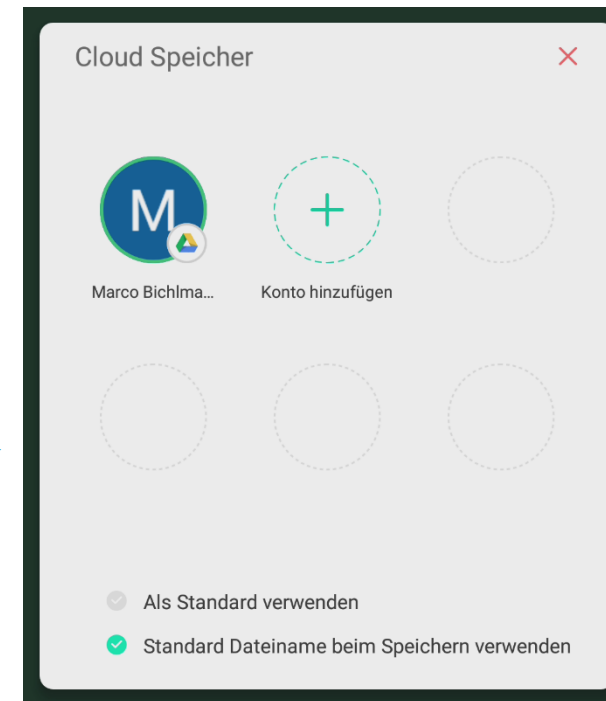 Cloud Speicher
M
Marco Bichlma...
Konto hinzufügen
Als Standard verwenden
Standard Dateiname beim Speichern verwenden